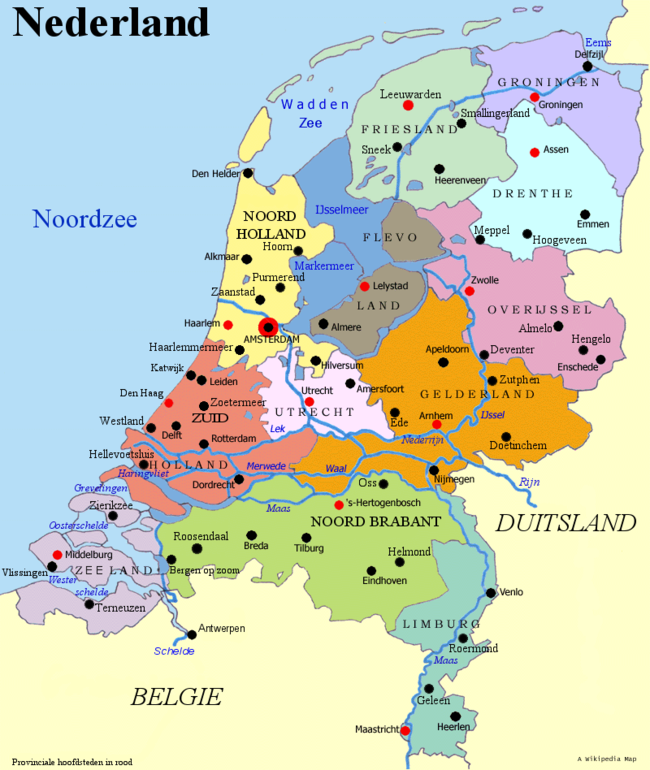 Nederland
Eems
Delfzijl
GRONINGEN
Leeuwarden
Groningen
Wadden
Zee
Smallingerland
FRIESLAND
Sneek
Assen
Den Helder
Heerenveen
DRENTHE
Noordzee
NOORD
HOLLAND
IJsselmeer
Emmen
Meppel
Hoogeveen
FLEVO
Hoorn
Alkmaar
Markermeer
Purmerend
Zwolle
Lelystad
Zaanstad
LAND
OVERIJSSEL
Haarlem
Almere
Almelo
AMSTERDAM
Hengelo
Haarlemmermeer
Apeldoorn
Deventer
Enschede
Hilversum
Katwijk
Leiden
Zutphen
Utrecht
Amersfoort
GELDERLAND
Den Haag
Zoetermeer
UTRECHT
ZUID
Ede
Arnhem
IJssel
Westland
Delft
Rotterdam
Lek
Nederrijn
Doetinchem
Hellevoetsluis
HOLLAND
Merwede
Waal
Haringvliet
Nijmegen
Rijn
Dordrecht
Oss
Grevelingen
Maas
's-Hertogenbosch
Zierikzee
DUITSLAND
NOORD BRABANT
Oosterschelde
Roosendaal
Breda
Tilburg
Helmond
Middelburg
Vlissingen
ZEELAND
Bergen op zoom
Eindhoven
Wester
schelde
Venlo
Terneuzen
LIMBURG
Antwerpen
Roermond
Schelde
Maas
BELGIE
Geleen
Heerlen
Maastricht
Provinciale hoofdsteden in rood
A Wikipedia Map